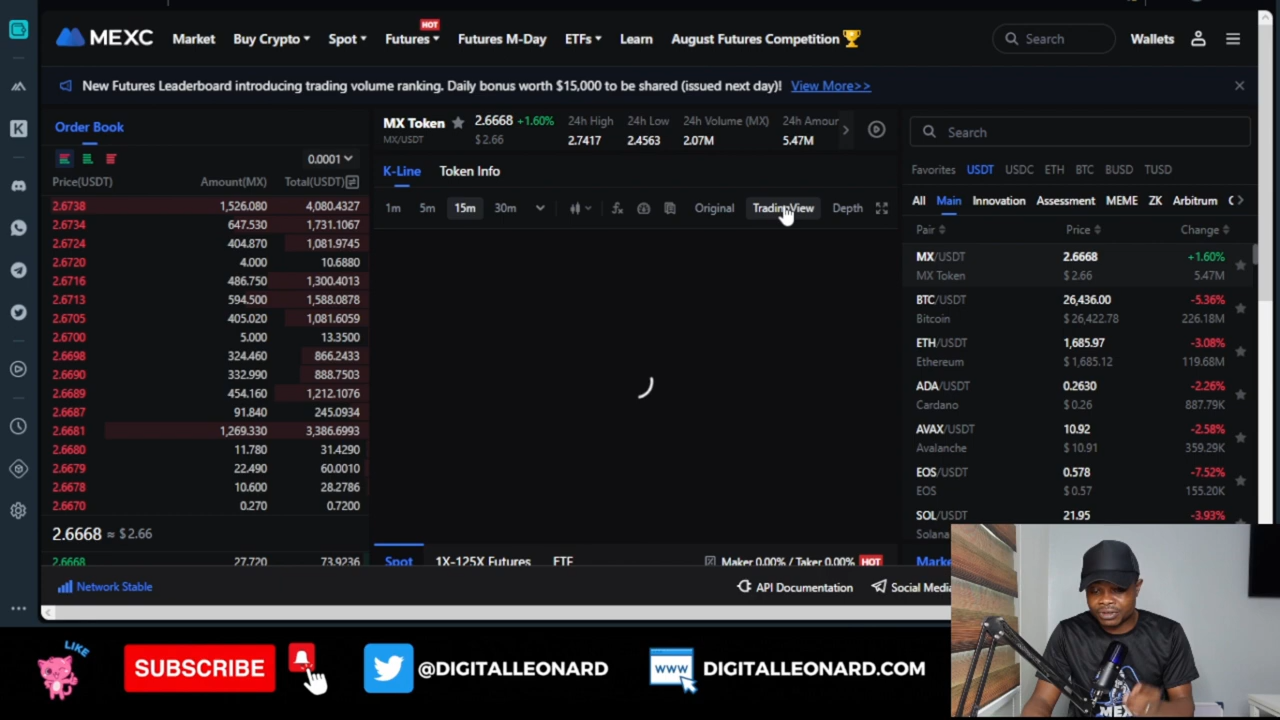 HOT
MEXC Market Buy Crypto Spot Futures Futures M-Day ETFs Learn August Futures Competition Search Wallets
New Futures Leaderboard introducing trading volume ranking. Daily bonus worth $15,000 to be shared (issued next day)! View More>>
Order Book
0.0001
Price(USDT) Amount(MX) Total(USDT)
2.6738 1,526.080 4,080.4327
2.6734 647.530 1,731.1067
2.6724 404.870 1,081.9745
2.6720 4.000 10.6880
2.6716 486.750 1,300.4013
2.6713 594.500 1,588.0878
2.6705 405.020 1,081.6059
2.6700 5.000 13.3500
2.6698 324.460 866.2433
2.6690 332.990 888.7503
2.6689 454.160 1,212.1076
2.6687 91.840 245.0934
2.6681 1,269.330 3,386.6993
2.6680 11.780 31.4290
2.6679 22.490 60.0010
2.6678 10.600 28.2786
2.6670 0.270 0.7200
2.6668 ≈ $2.66
2.6668 27.720 73.9236
MX Token 2.6668 +1.60% 24h High 24h Low 24h Volume (MX) 24h Amour
MX/USDT $2.66 2.7417 2.4563 2.07M 5.47M
K-Line Token Info
1m 5m 15m 30m Original TradingView Depth
Spot 1X-125X Futures ETF Maker 0.00% / Taker 0.00% HOT
Search
Favorites USDT USDC ETH BTC BUSD TUSD
All Main Innovation Assessment MEME ZK Arbitrum
Pair Price Change
MX/USDT 2.6668 +1.60%
MX Token $2.66 5.47M
BTC/USDT 26,436.00 -5.36%
Bitcoin $26,422.78 226.18M
ETH/USDT 1,685.97 -3.08%
Ethereum $1,685.12 119.68M
ADA/USDT 0.2630 -2.26%
Cardano $0.26 887.79K
AVAX/USDT 10.92 -2.58%
Avalanche $10.91 359.29K
EOS/USDT 0.578 -7.52%
EOS $0.57 155.20K
SOL/USDT 21.95 -3.93%
Solana
Network Stable API Documentation Social Media
LIKE
SUBSCRIBE @DIGITALLEONARD WWW DIGITALLEONARD.COM